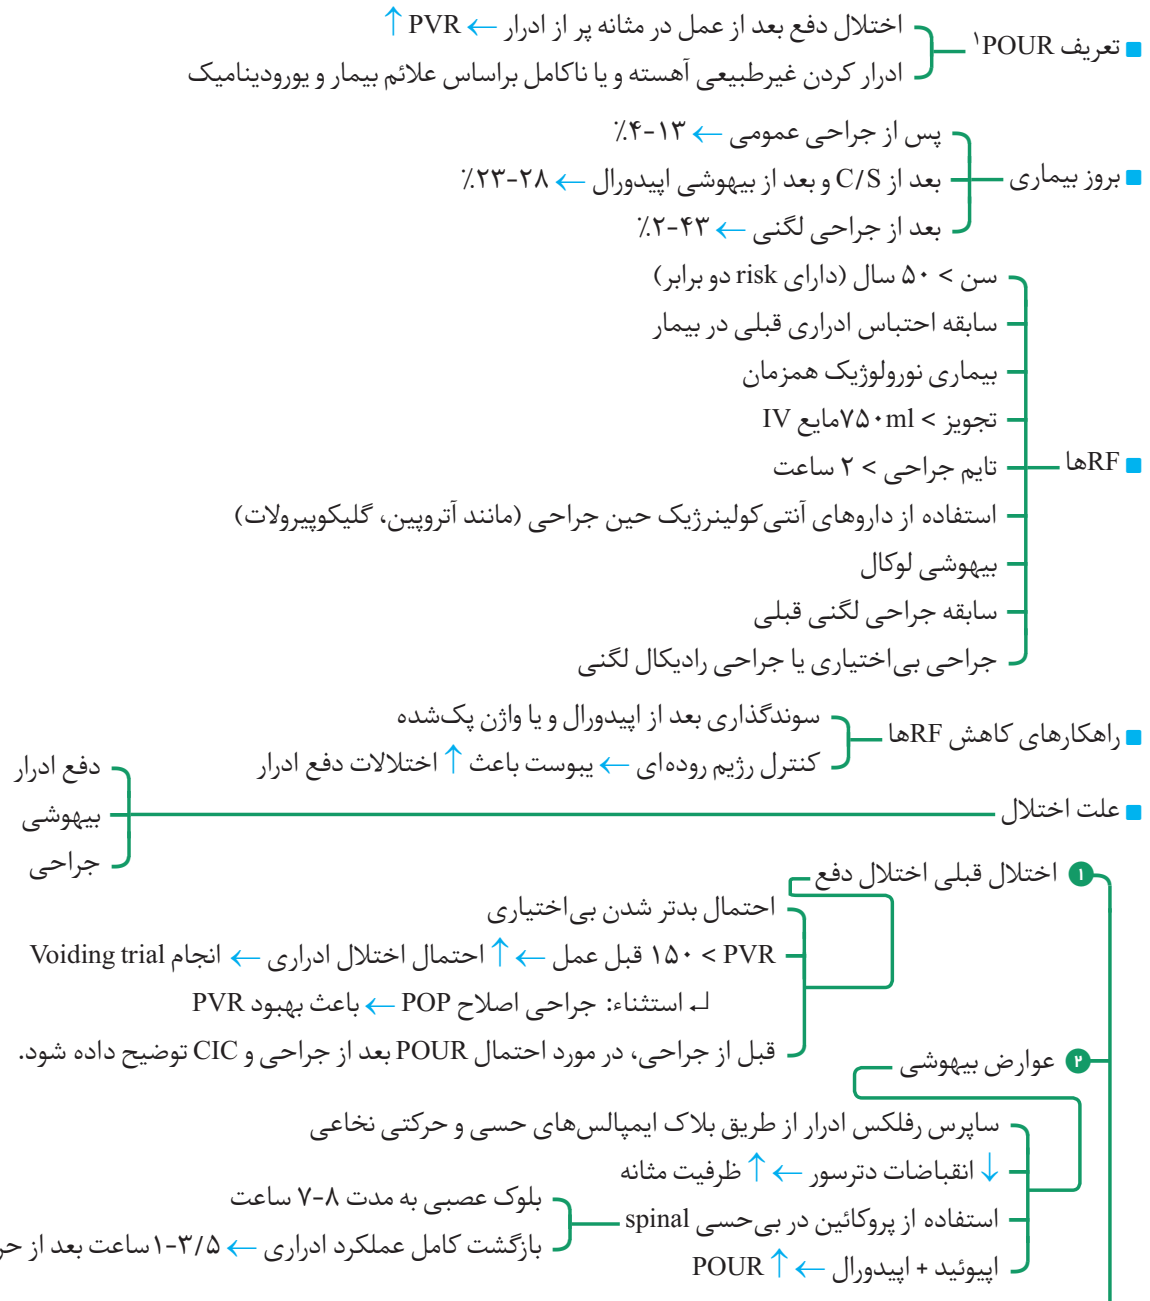 اختلال دفع بعد از عمل در مثانه پر از ادرار ← PVR ↑
تعریف POUR۱
ادرار کردن غیرطبیعی آهسته و یا ناکامل براساس علائم بیمار و یورودینامیک
پس از جراحی عمومی ← ۱۳-۴٪
بروز بیماری
بعد از C/S و بعد از بیهوشی اپیدورال ← ۲۸-۲۳٪
بعد از جراحی لگنی ← ۴۳-۲٪
سن > ۵۰ سال (دارای risk دو برابر)
سابقه احتباس ادراری قبلی در بیمار
بیماری نورولوژیک همزمان
تجویز > ۷۵۰mlمایع IV
RFها
تایم جراحی > ۲ ساعت
استفاده از داروهای آنتی‌کولینرژیک حین جراحی (مانند آتروپین، گلیکوپیرولات)
بیهوشی لوکال
سابقه جراحی لگنی قبلی
جراحی بی‌اختیاری یا جراحی رادیکال لگنی
سوندگذاری بعد از اپیدورال و یا واژن پک‌شده
راهکارهای کاهش RFها
کنترل رژیم روده‌ای ← یبوست باعث ↑ اختلالات دفع ادرار
علت اختلال
دفع ادرار
بیهوشی
جراحی
۱ اختلال قبلی اختلال دفع
احتمال بدتر شدن بی‌اختیاری
PVR > ۱۵۰ قبل عمل ← ↑ احتمال اختلال ادراری ← انجام Voiding trial
استثناء: جراحی اصلاح POP ← باعث بهبود PVR
قبل از جراحی، در مورد احتمال POUR بعد از جراحی و CIC توضیح داده شود.
۲ عوارض بیهوشی
ساپرس رفلکس ادرار از طریق بلاک ایمپالس‌های حسی و حرکتی نخاعی
↓ انقباضات دترسور ← ↑ ظرفیت مثانه
استفاده از پروکائین در بی‌حسی spinal
بلوک عصبی به مدت ۸-۷ ساعت
بازگشت کامل عملکرد ادراری ← ۳/۵-۱ساعت بعد از
اپیوئید + اپیدورال ← ↑ POUR